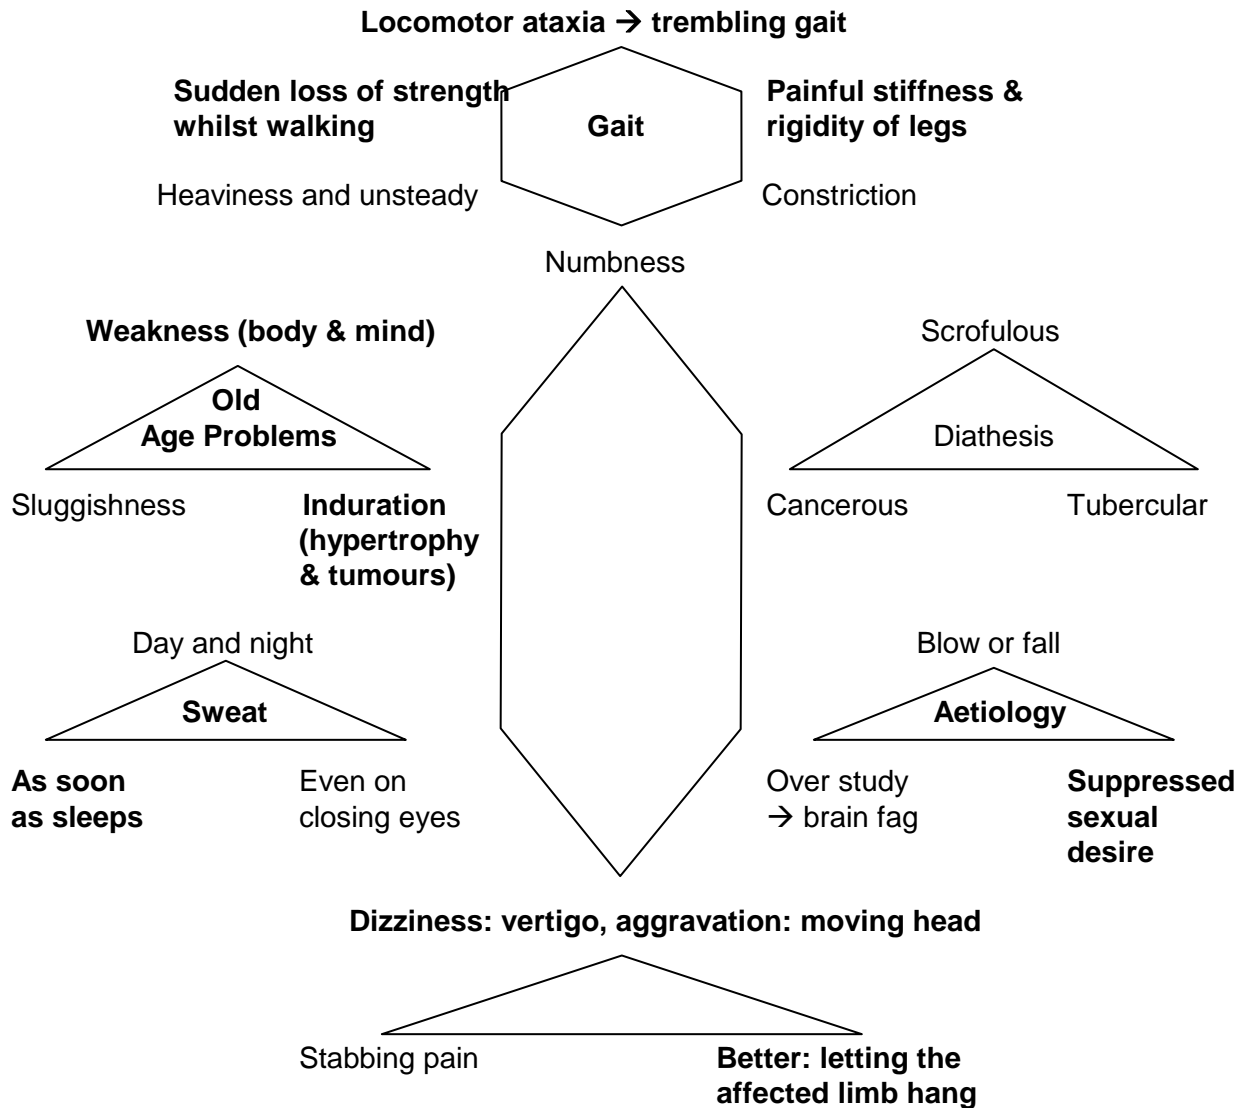 Locomotor ataxia → trembling gait
Sudden loss of strength
whilst walking
Gait
Painful stiffness &
rigidity of legs
Heaviness and unsteady
Constriction
Numbness
Weakness (body & mind)
Old
Age Problems
Sluggishness
Induration
(hypertrophy
& tumours)
Scrofulous
Diathesis
Cancerous
Tubercular
Day and night
Sweat
As soon
as sleeps
Even on
closing eyes
Blow or fall
Aetiology
Over study
→ brain fag
Suppressed
sexual
desire
Dizziness: vertigo, aggravation: moving head
Stabbing pain
Better: letting the
affected limb hang